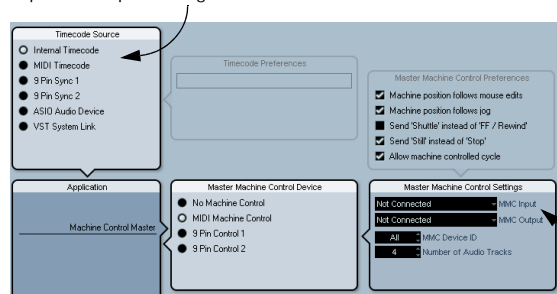 Timecode Source
Internal Timecode
MIDI Timecode
9 Pin Sync 1
9 Pin Sync 2
ASIO Audio Device
VST System Link
Timecode Preferences
Master Machine Control Preferences
Machine position follows mouse edits
Machine position follows jog
Send 'Shuttle' instead of 'FF / Rewind'
Send 'Still' instead of 'Stop'
Allow machine controlled cycle
Application
Machine Control Master
Master Machine Control Device
No Machine Control
MIDI Machine Control
9 Pin Control 1
9 Pin Control 2
Master Machine Control Settings
Not Connected MMC Input
Not Connected MMC Output
All MMC Device ID
4 Number of Audio Tracks